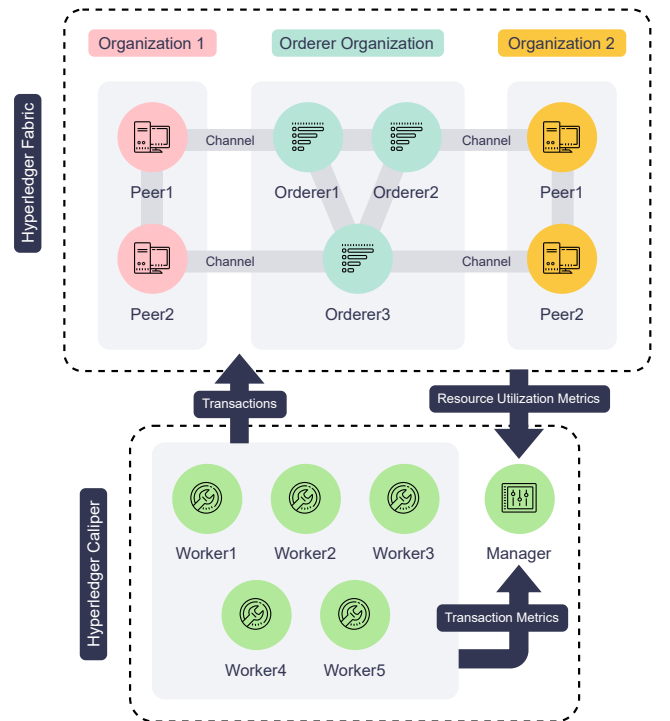 Organization 1
Orderer Organization
Organization 2
Hyperledger Fabric
Channel
Channel
Peer1
Orderer1
Orderer2
Peer1
Channel
Channel
Peer2
Orderer3
Peer2
Transactions
Resource Utilization Metrics
Hyperledger Caliper
Worker1
Worker2
Worker3
Manager
Transaction Metrics
Worker4
Worker5